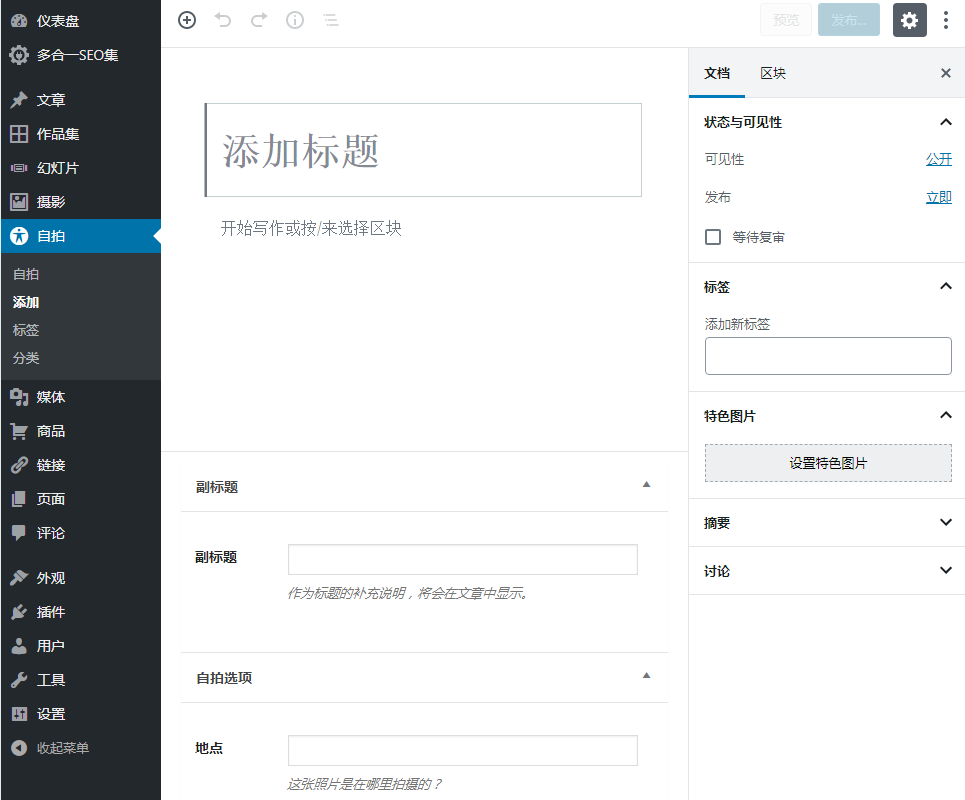 仪表盘
多合一SEO集
文章
作品集
幻灯片
摄影
自拍
自拍
添加
标签
分类
媒体
商品
链接
页面
评论
外观
插件
用户
工具
设置
收起菜单
预览
发布...
添加标题
开始写作或按/来选择区块
副标题
副标题
作为标题的补充说明，将会在文章中显示。
自拍选项
地点
这张照片是在哪里拍摄的？
文档
区块
状态与可见性
可见性
公开
发布
立即
等待复审
标签
添加新标签
特色图片
设置特色图片
摘要
讨论